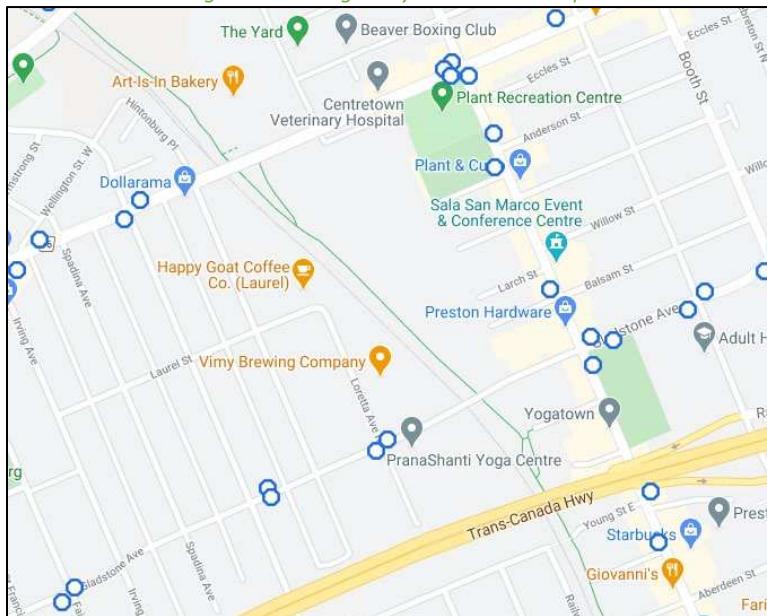 The Yard
Beaver Boxing Club
Eccles St
Art-Is-In Bakery
Centretown
Veterinary Hospital
Eccles St
Plant Recreation Centre
Booth St
Hintonburg Pl.
Anderson St
Wellington St. W
Dollarama
Plant & Cu
Sala San Marco Event
& Conference Centre
Willow St
Spadina Ave
Happy Goat Coffee
Co. (Laurel)
Larch St
Balsam St
Irving Ave
Preston Hardware
Adult H
Laurel St
Vimy Brewing Company
Loretta Ave
Yogatown
PranaShanti Yoga Centre
Trans-Canada Hwy
Young St E
Prest
Starbucks
Gladstone Ave
Spadina Ave
Irving Ave
Giovanni's
Aberdeen St